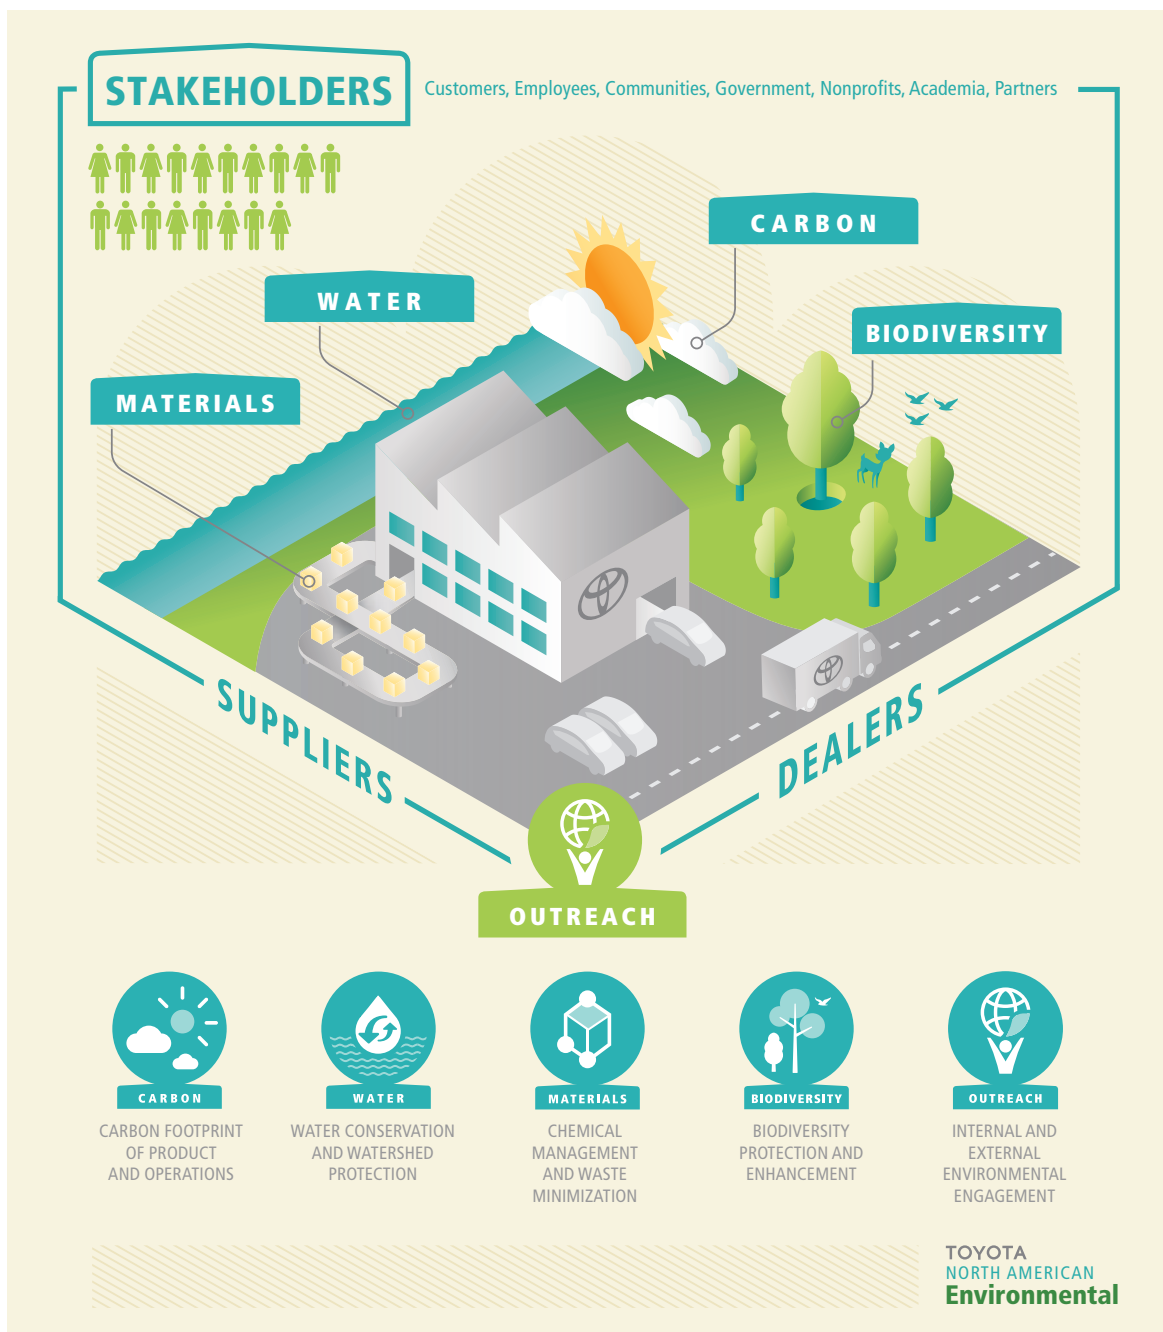 STAKEHOLDERS
Customers, Employees, Communities, Government, Nonprofits, Academia, Partners
CARBON
WATER
BIODIVERSITY
MATERIALS
SUPPLIERS
DEALERS
OUTREACH
CARBON
CARBON FOOTPRINT
OF PRODUCT
AND OPERATIONS
WATER
WATER CONSERVATION
AND WATERSHED
PROTECTION
MATERIALS
CHEMICAL
MANAGEMENT
AND WASTE
MINIMIZATION
BIODIVERSITY
BIODIVERSITY
PROTECTION AND
ENHANCEMENT
OUTREACH
INTERNAL AND
EXTERNAL
ENVIRONMENTAL
ENGAGEMENT
TOYOTA
NORTH AMERICAN
Environmental